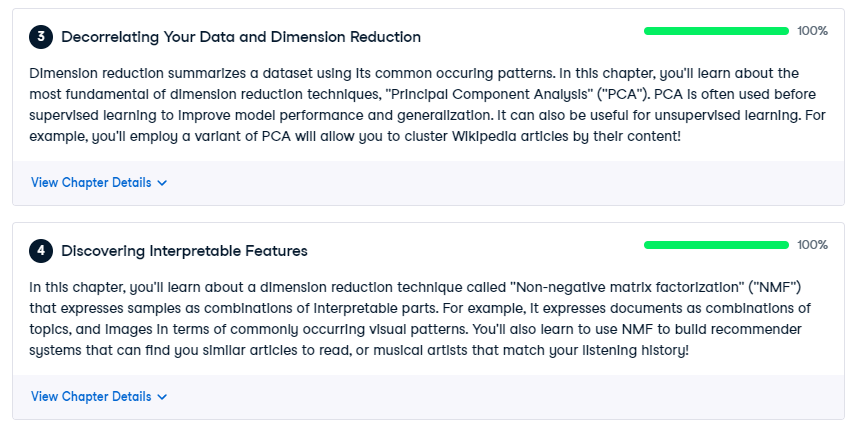 3 Decorrelating Your Data and Dimension Reduction
100%
Dimension reduction summarizes a dataset using its common occuring patterns. In this chapter, you'll learn about the
most fundamental of dimension reduction techniques, "Principal Component Analysis" ("PCA"). PCA is often used before
supervised learning to improve model performance and generalization. It can also be useful for unsupervised learning. For
example, you'll employ a variant of PCA will allow you to cluster Wikipedia articles by their content!
View Chapter Details
4 Discovering Interpretable Features
100%
In this chapter, you'll learn about a dimension reduction technique called "Non-negative matrix factorization" ("NMF")
that expresses samples as combinations of interpretable parts. For example, it expresses documents as combinations of
topics, and images in terms of commonly occurring visual patterns. You'll also learn to use NMF to build recommender
systems that can find you similar articles to read, or musical artists that match your listening history!
View Chapter Details